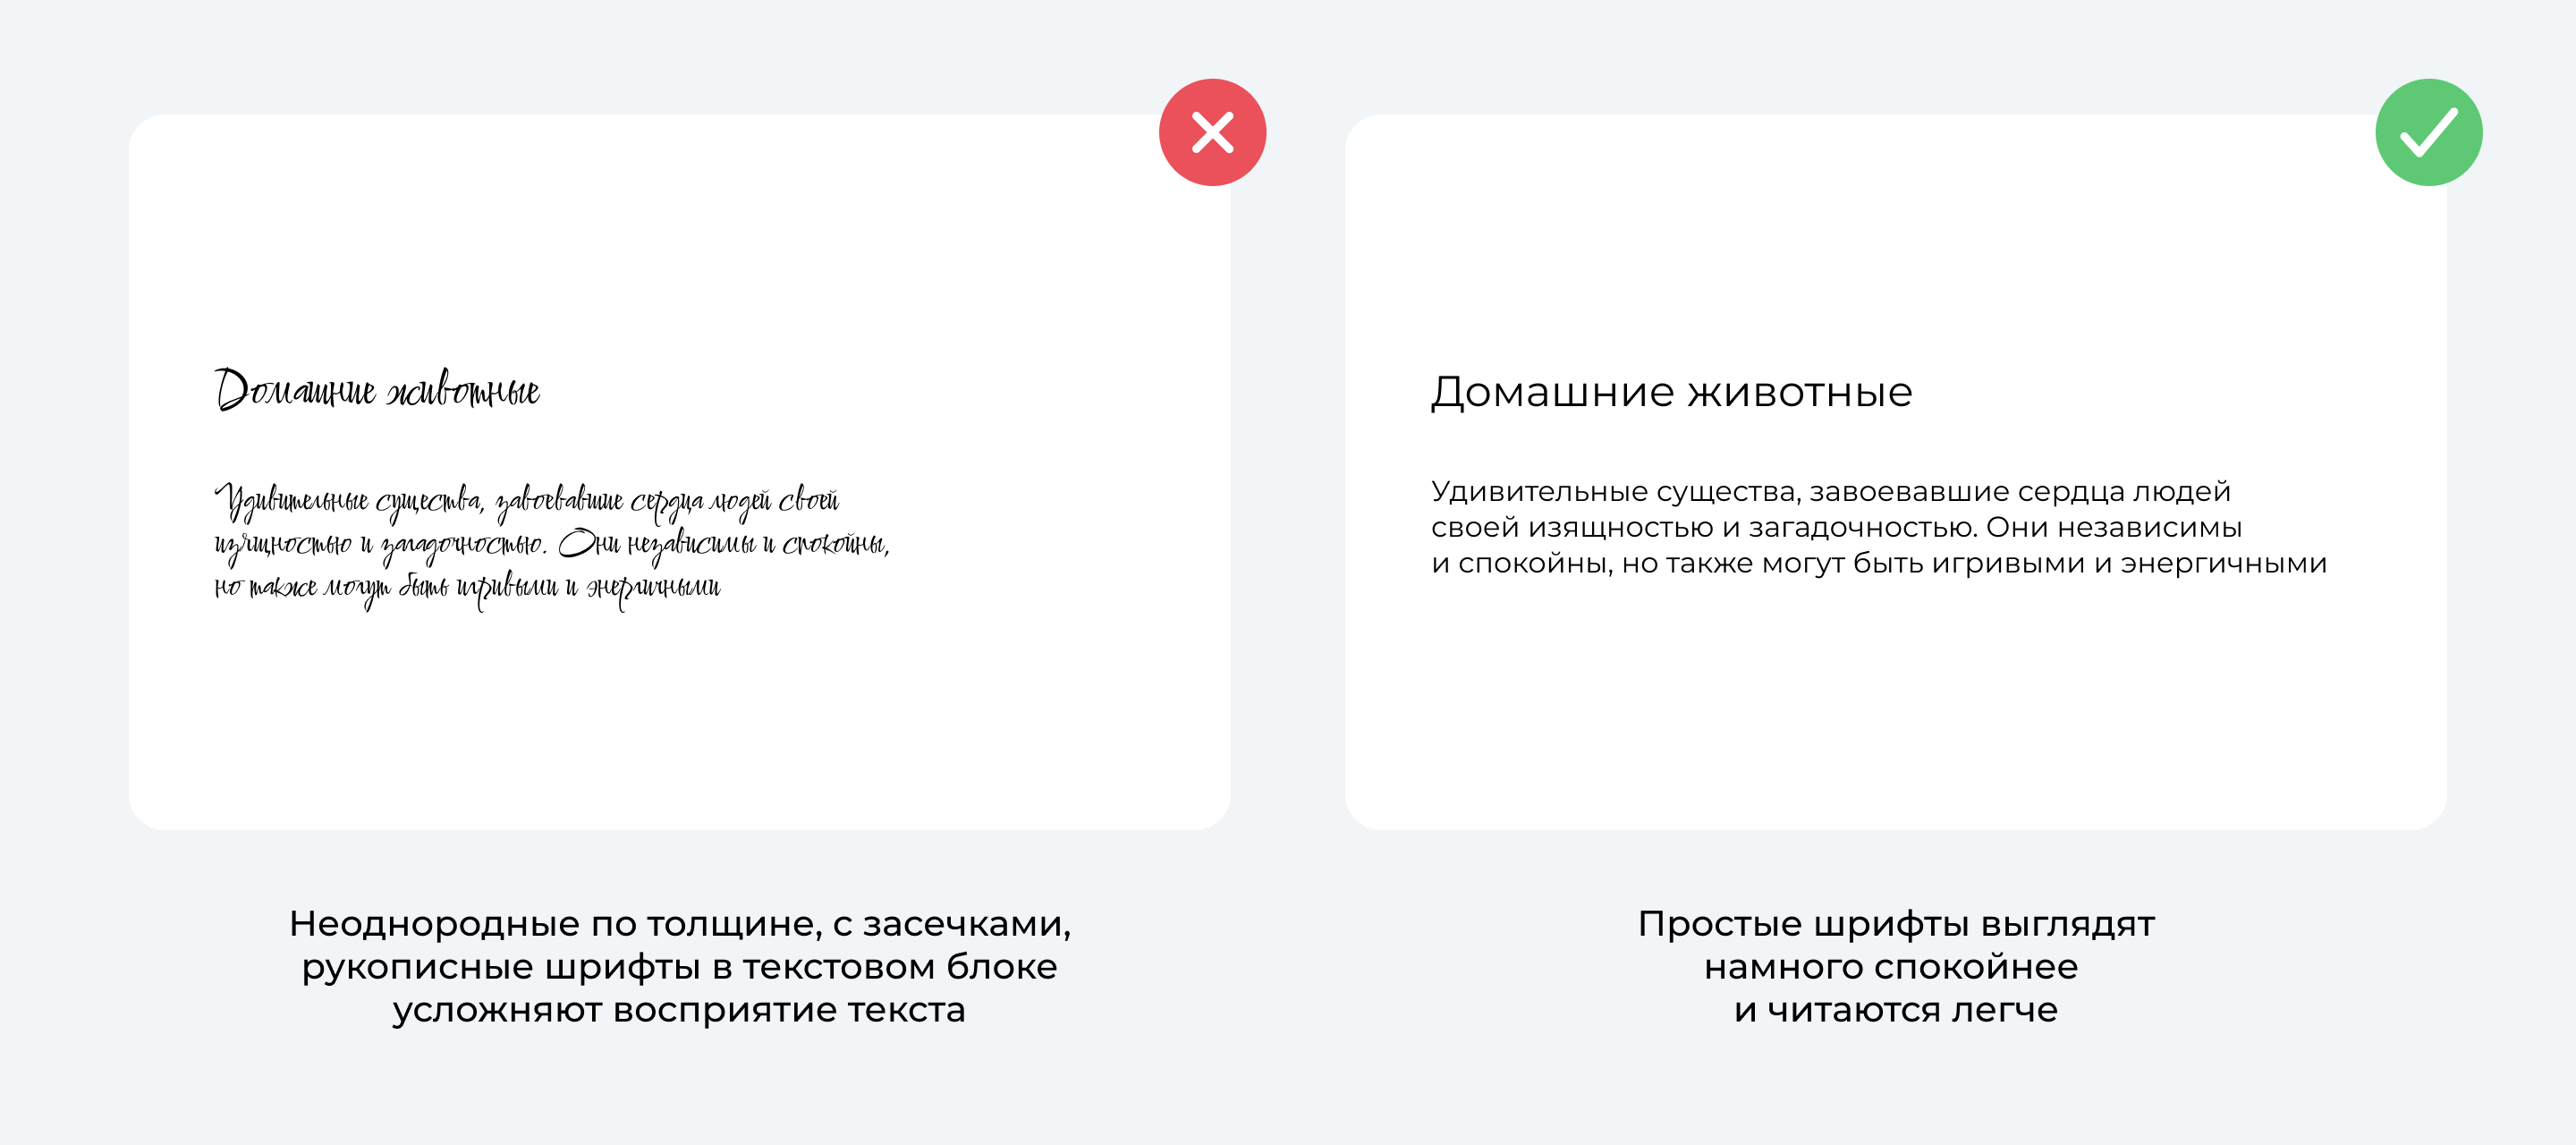 Домашние животные
Удивительные существа, завоевавшие сердца людей своей
изящностью и загадочностью. Они независимы и спокойны,
но также могут быть игривыми и энергичными
Неоднородные по толщине, с засечками,
рукописные шрифты в текстовом блоке
усложняют восприятие текста
Домашние животные
Удивительные существа, завоевавшие сердца людей
своей изящностью и загадочностью. Они независимы
и спокойны, но также могут быть игривыми и энергичными
Простые шрифты выглядят
намного спокойнее
и читаются легче